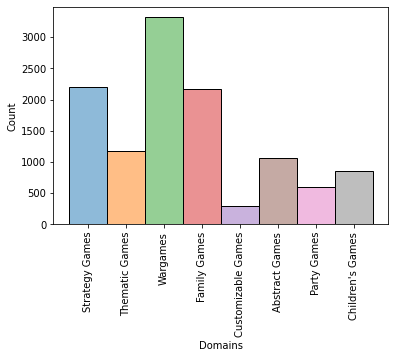 3000
2500
2000
1500
1000
500
0
Count
Strategy Games
Thematic Games
Wargames
Family Games
Customizable Games
Abstract Games
Party Games
Children's Games
Domains